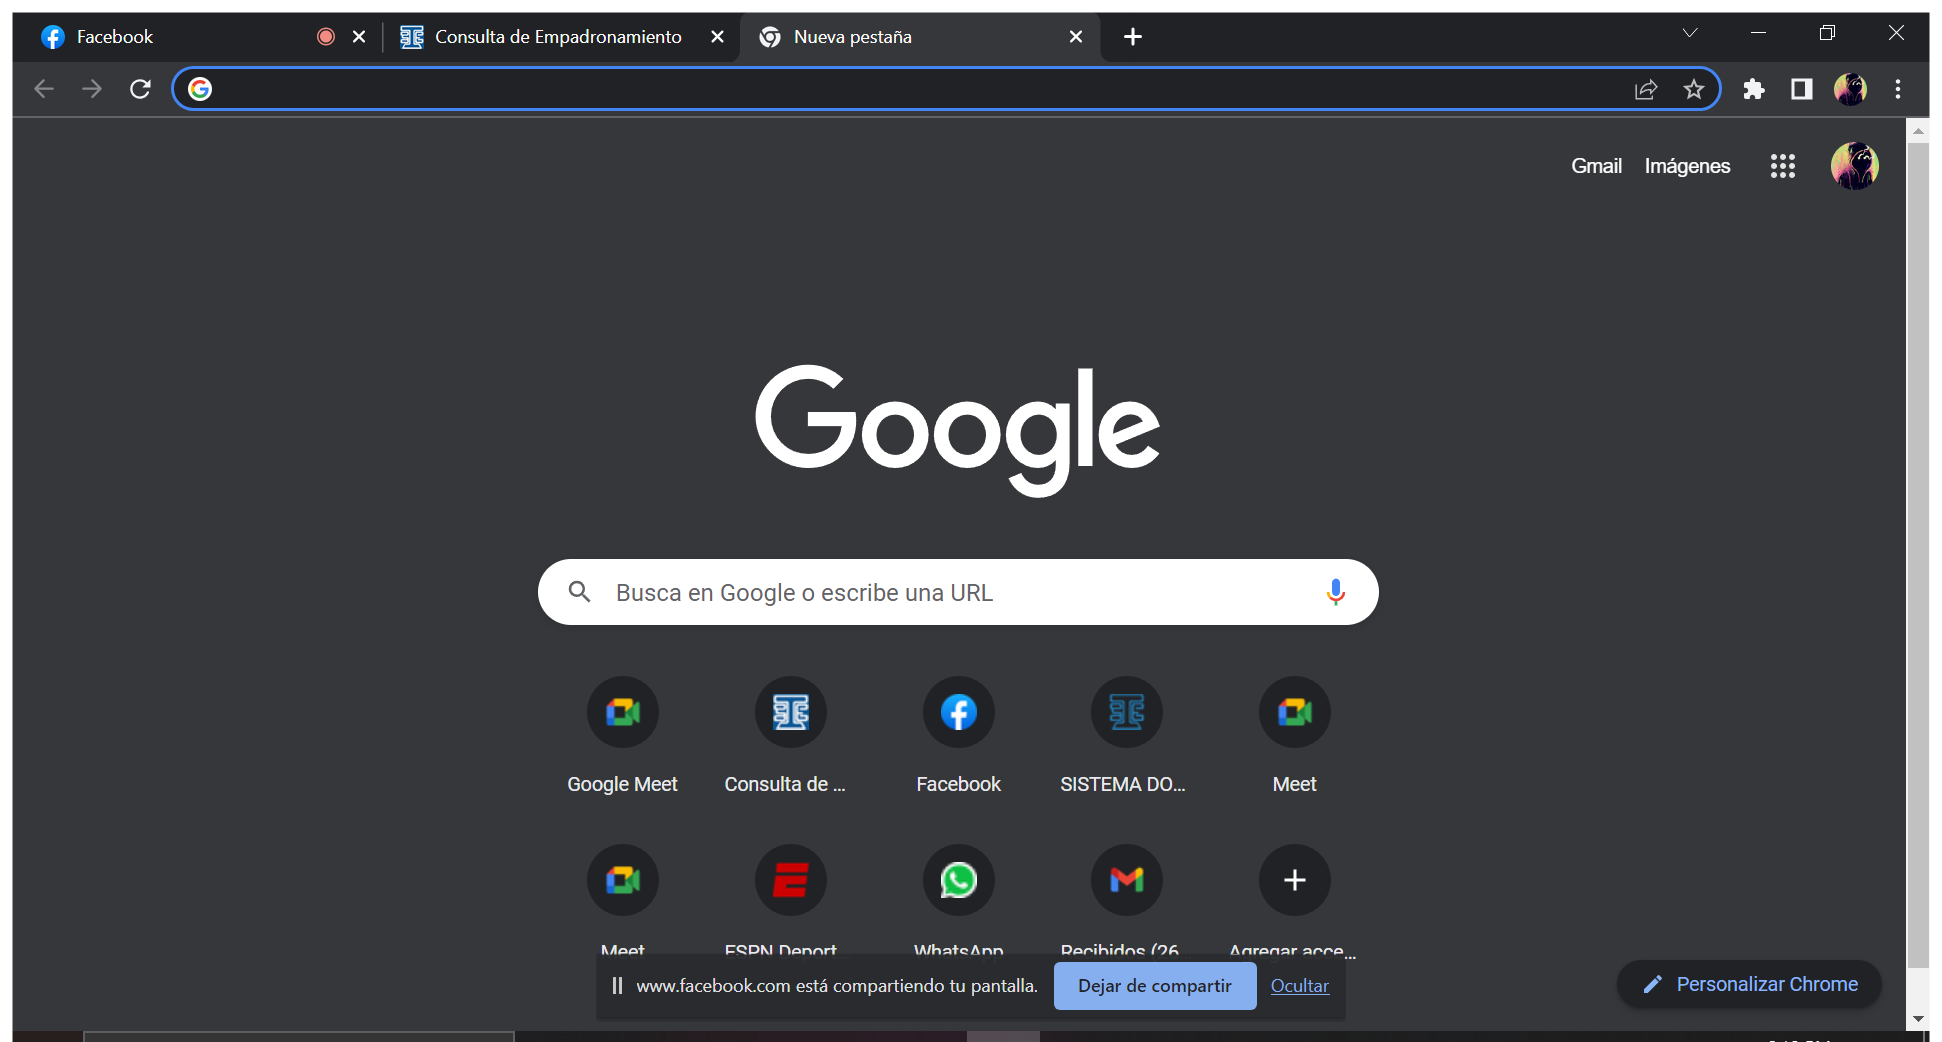 Facebook
Consulta de Empadronamiento
Nueva pestaña
Gmail
Imágenes
Google
Busca en Google o escribe una URL
Google Meet
Consulta de ...
Facebook
SISTEMA DO...
Meet
Meet
ESPN Deport
WhatsApp
Recibidos (26
Agregar acce...
www.facebook.com está compartiendo tu pantalla.
Dejar de compartir
Ocultar
Personalizar Chrome